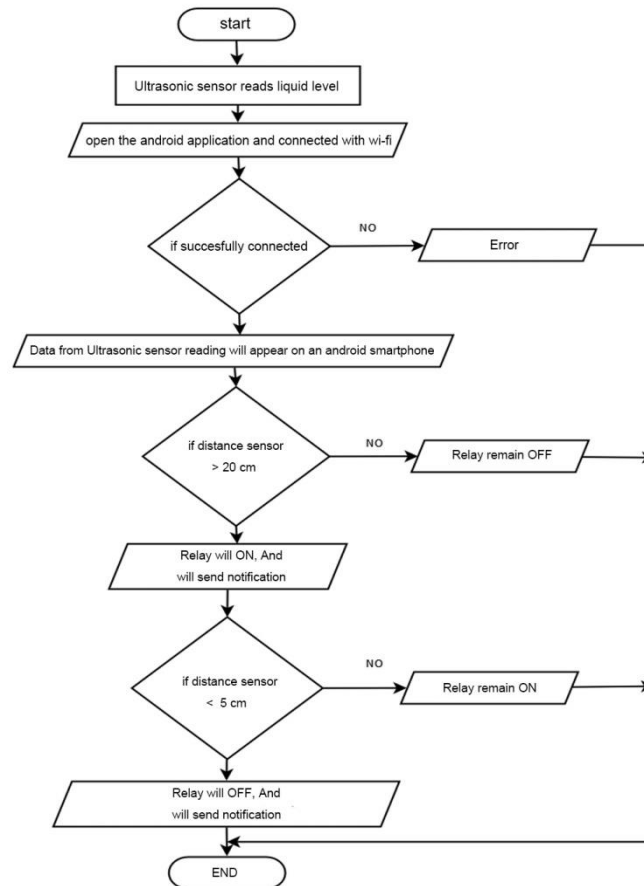 start
Ultrasonic sensor reads liquid level
open the android application and connected with wi-fi
if succesfully connected
NO
Error
Data from Ultrasonic sensor reading will appear on an android smartphone
if distance sensor
> 20 cm
NO
Relay remain OFF
Relay will ON, And
will send notification
if distance sensor
< 5 cm
NO
Relay remain ON
Relay will OFF, And
will send notification
END